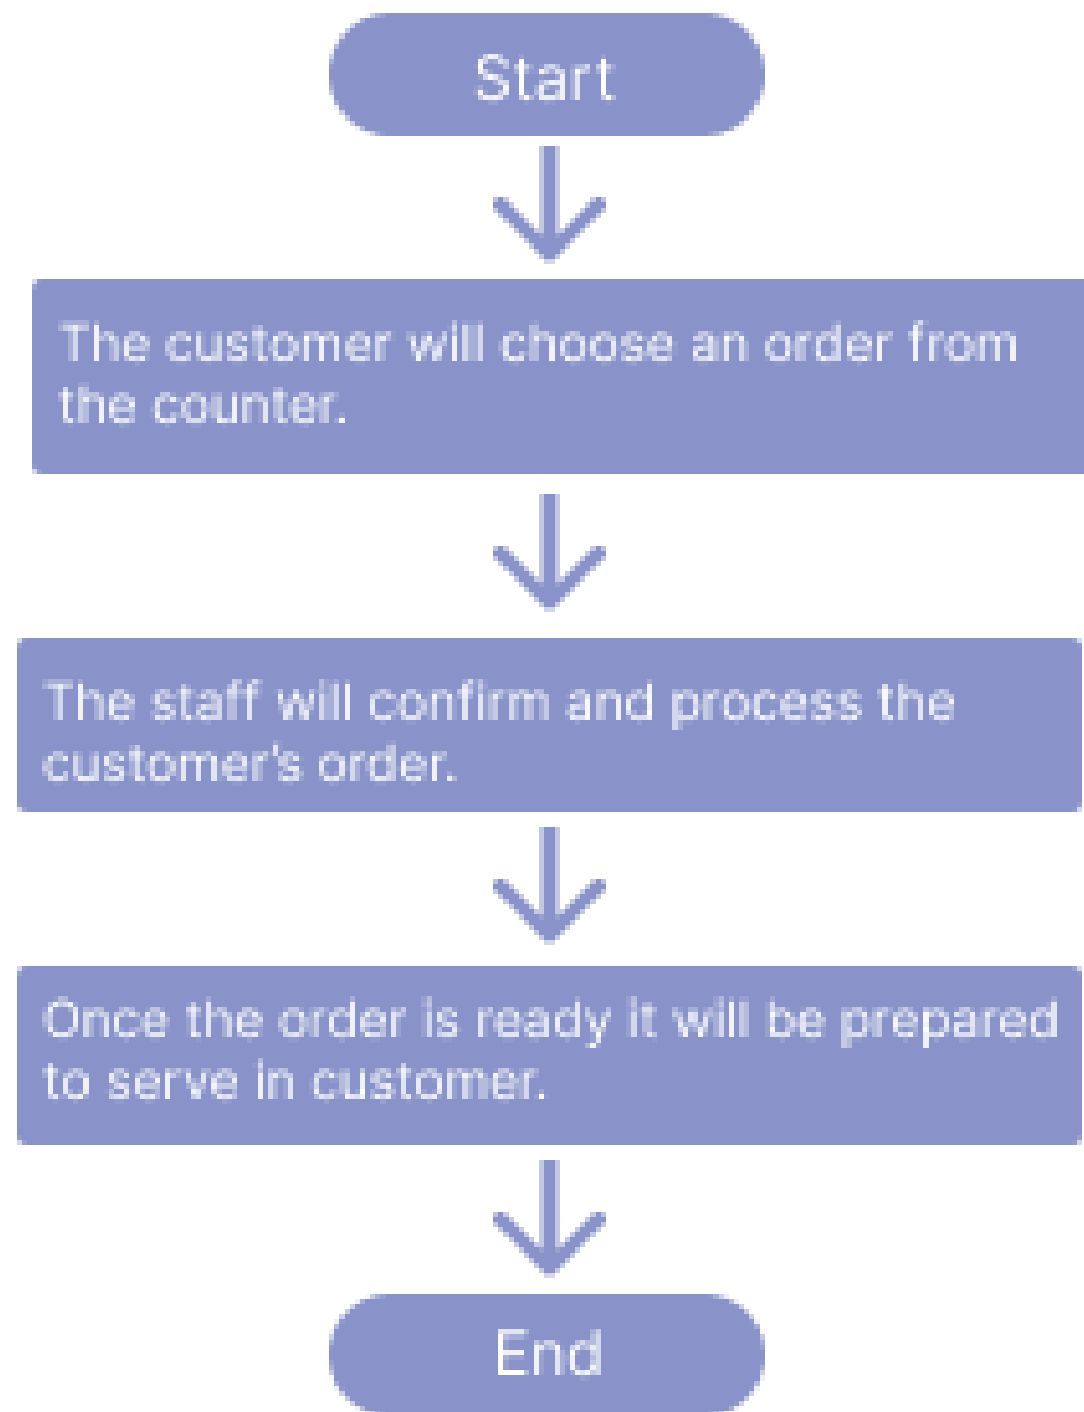 Start
The customer will choose an order from
the counter.
The staff will confirm and process the
customer's order.
Once the order is ready it will be prepared
to serve in customer.
End